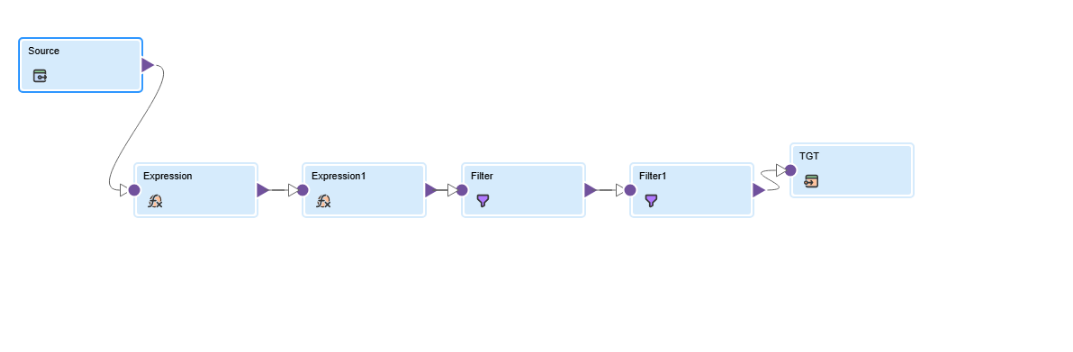 Source
Expression
Expression1
Filter
Filter1
TGT